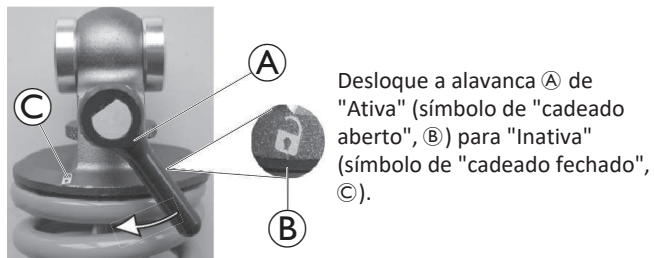 Ⓐ
Ⓒ
Ⓑ
Desloque a alavanca Ⓐ de
"Ativa" (símbolo de "cadeado
aberto", Ⓑ) para "Inativa"
(símbolo de "cadeado fechado",
Ⓒ).